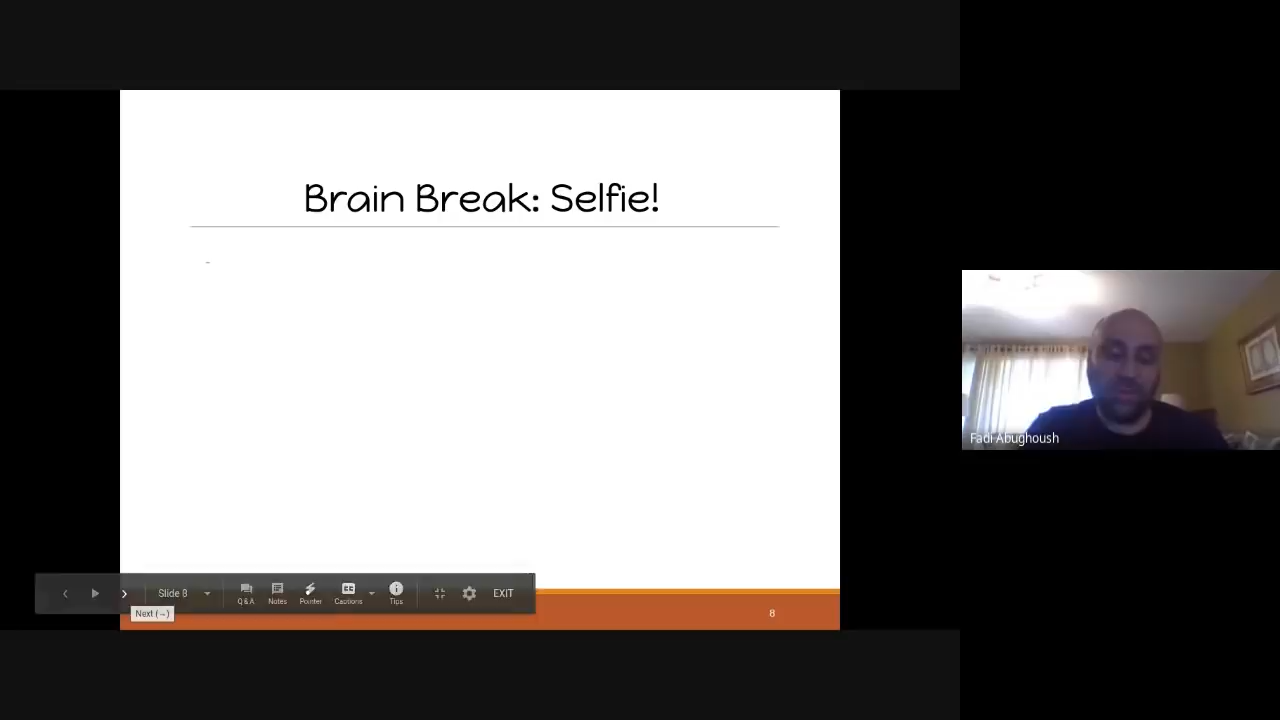 Brain Break: Selfie!
-
Fadi Abughoush
Slide 8
Q & A
Notes
Pointer
Captions
Tips
EXIT
Next (→)
8